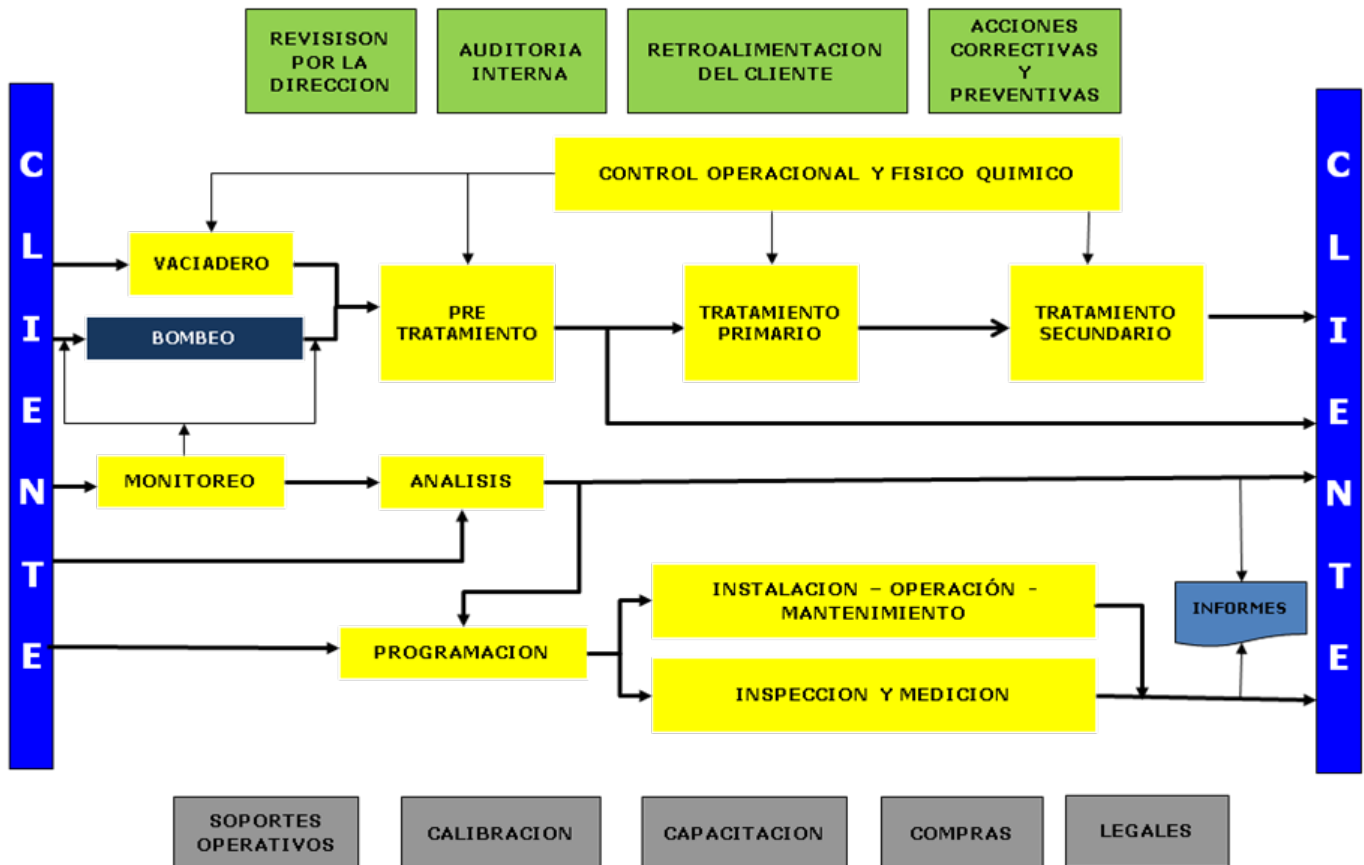 REVISISON
POR LA
DIRECCION
AUDITORIA
INTERNA
RETROALIMENTACION
DEL CLIENTE
ACCIONES
CORRECTIVAS
Y
PREVENTIVAS
CLIENTE
CONTROL OPERACIONAL Y FISICO QUIMICO
VACIADERO
BOMBEO
PRE
TRATAMIENTO
TRATAMIENTO
PRIMARIO
TRATAMIENTO
SECUNDARIO
MONITOREO
ANALISIS
PROGRAMACION
INSTALACION – OPERACIÓN -
MANTENIMIENTO
INSPECCION Y MEDICION
INFORMES
CLIENTE
SOPORTES
OPERATIVOS
CALIBRACION
CAPACITACION
COMPRAS
LEGALES